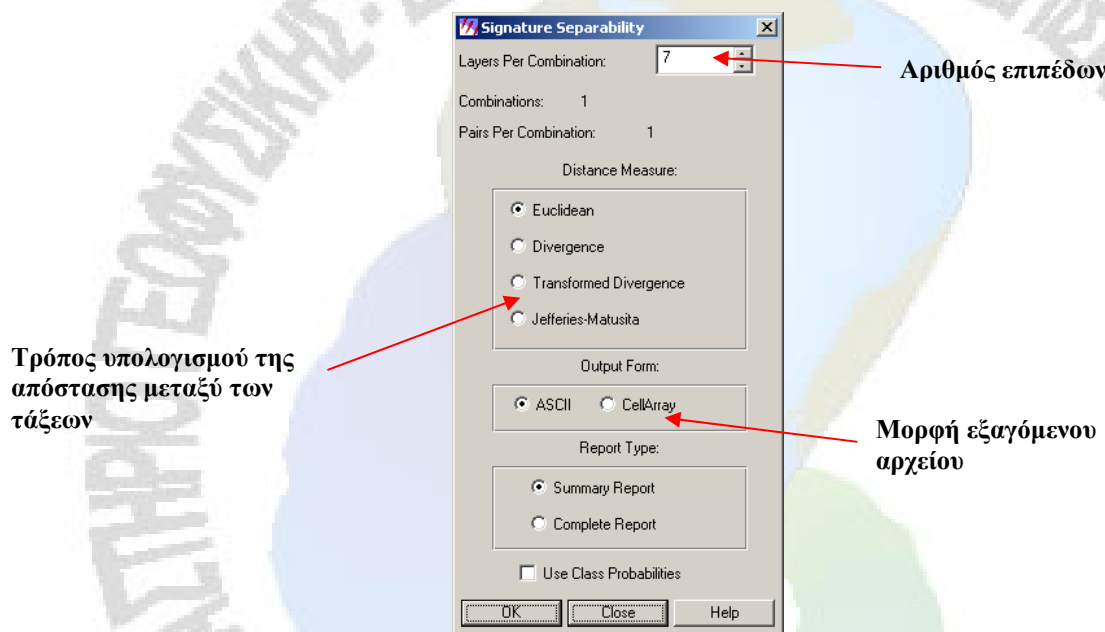 Signature Separability
Layers Per Combination: 7
Αριθμός επιπέδων
Combinations: 1
Pairs Per Combination: 1
Distance Measure:
Euclidean
Divergence
Transformed Divergence
Jefferies-Matusita
Τρόπος υπολογισμού της
απόστασης μεταξύ των
τάξεων
Output Form:
ASCII CellArray
Μορφή εξαγόμενου
αρχείου
Report Type:
Summary Report
Complete Report
Use Class Probabilities
OK Close Help